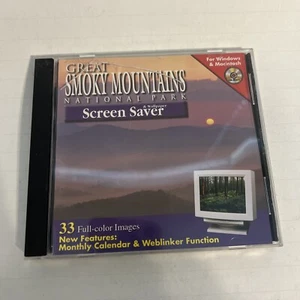 GREAT
SMOKY MOUNTAINS
NATIONAL PARK
& Wallpaper
Screen Saver
For Windows
& Macintosh
33 Full-color Images
New Features:
Monthly Calendar & Weblinker Function